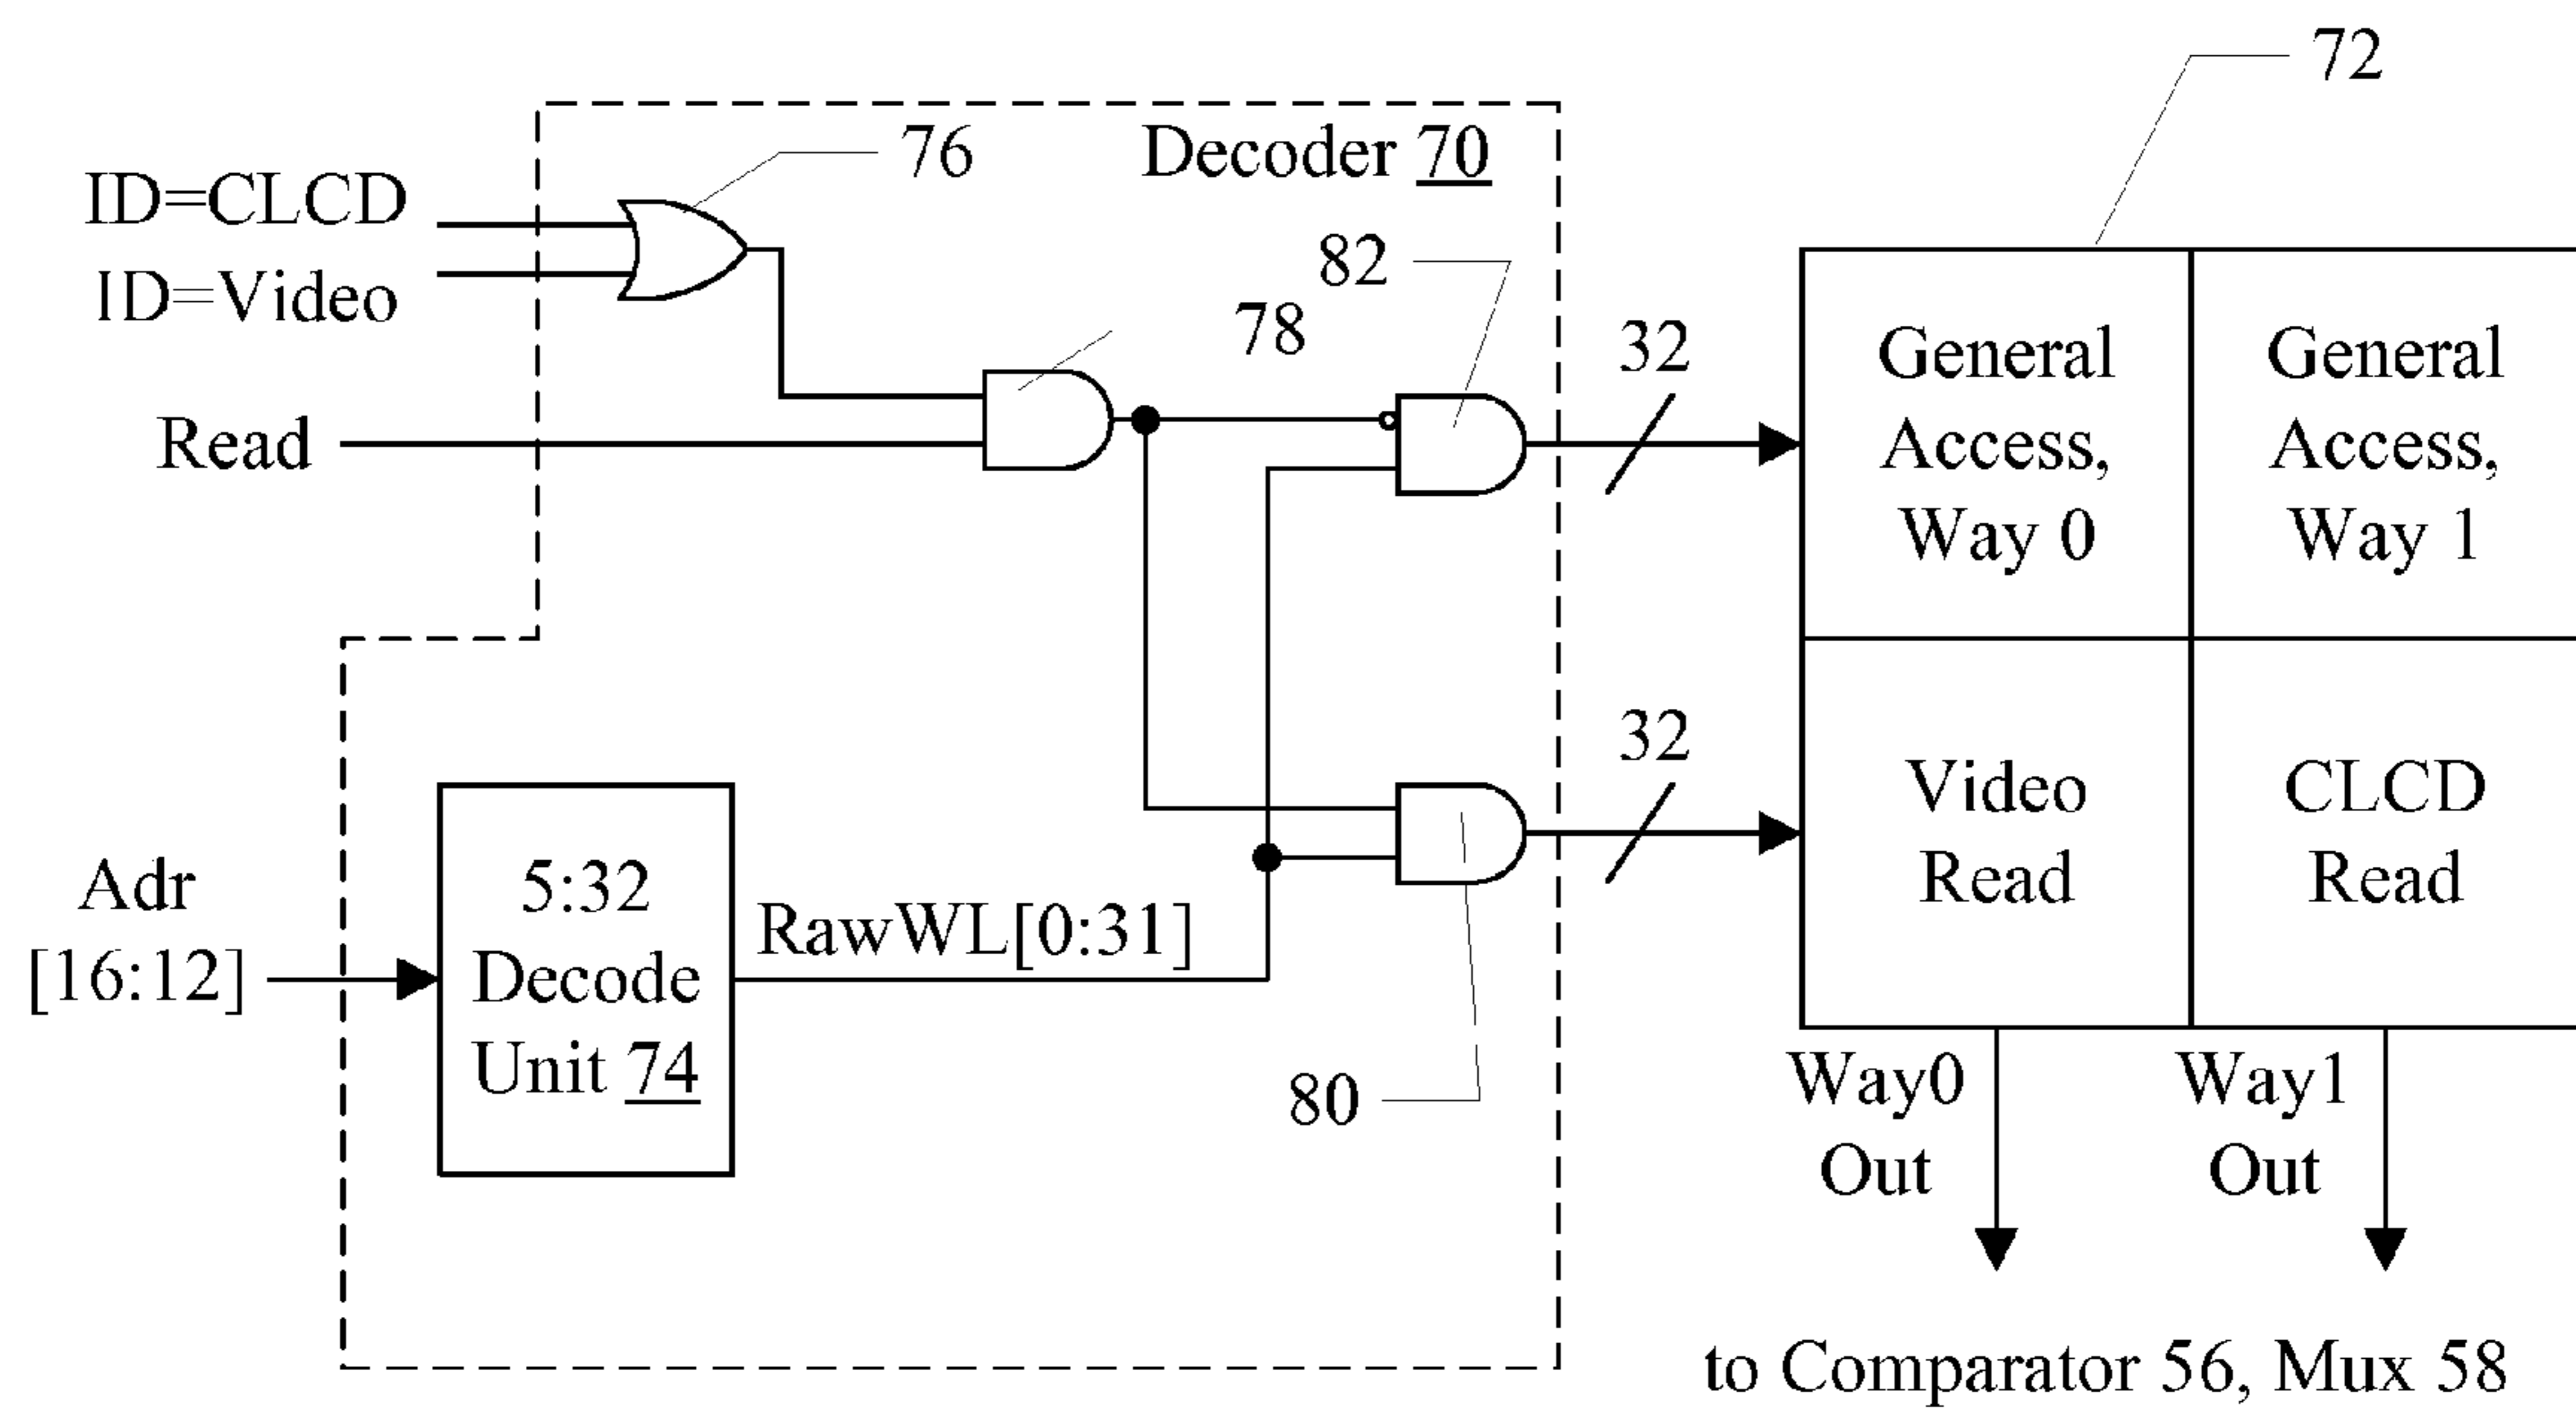 72
76
Decoder 70
ID=CLCD
ID=Video
82
78
32
Read
General
Access,
Way 0
General
Access,
Way 1
32
Video
Read
CLCD
Read
Adr
[16:12]
5:32
Decode
Unit 74
RawWL[0:31]
80
Way0
Out
Way1
Out
to Comparator 56, Mux 58